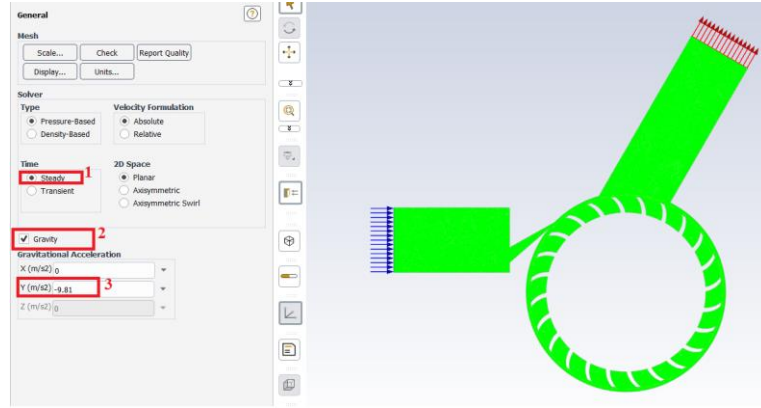 General
Mesh
Scale... Check Report Quality
Display... Units...
Solver
Type Velocity Formulation
Pressure-Based Absolute
Density-Based Relative
Time 2D Space
Steady 1 Planar
Transient Axisymmetric
Axisymmetric Swirl
Gravity 2
Gravitational Acceleration
X (m/s2) 0
Y (m/s2) -9.81 3
Z (m/s2) 0